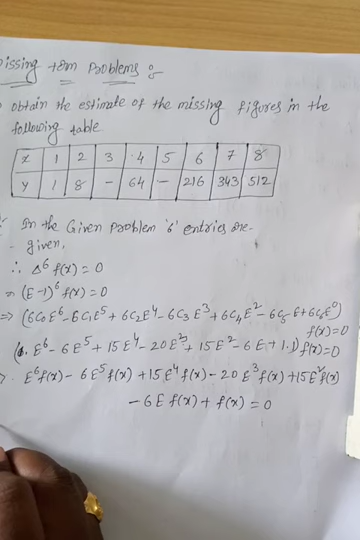 issing term Problems :-
obtain the estimate of the missing figures in the
following table
x 1 2 3 4 5 6 7 8
y 1 8 - 64 - 216 343 512
In the Given Problem '6' entries are
given.
∴ Δ⁶ f(x) = 0
= (E-1)⁶ f(x) = 0
⇒ (6C₀E⁶ - 6C₁E⁵ + 6C₂E⁴ - 6C₃E³ + 6C₄E² - 6C₅E + 6C₆E⁰)
f(x) = 0
(1. E⁶ - 6E⁵ + 15E⁴ - 20E³ + 15E² - 6E + 1.1) f(x) = 0
E⁶f(x) - 6E⁵f(x) + 15E⁴f(x) - 20E³f(x) + 15E²f(x)
- 6E f(x) + f(x) = 0